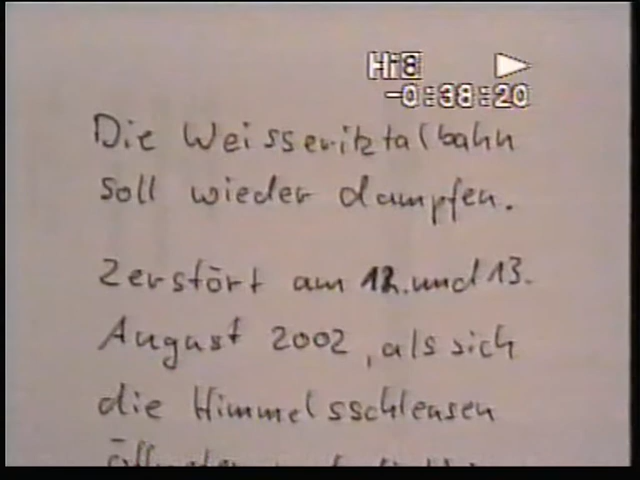 Hi8
-0:38:20
Die Weisseritztalbahn
soll wieder dampfen.
Zerstört am 12. und 13.
August 2002, als sich
die Himmelsschleusen